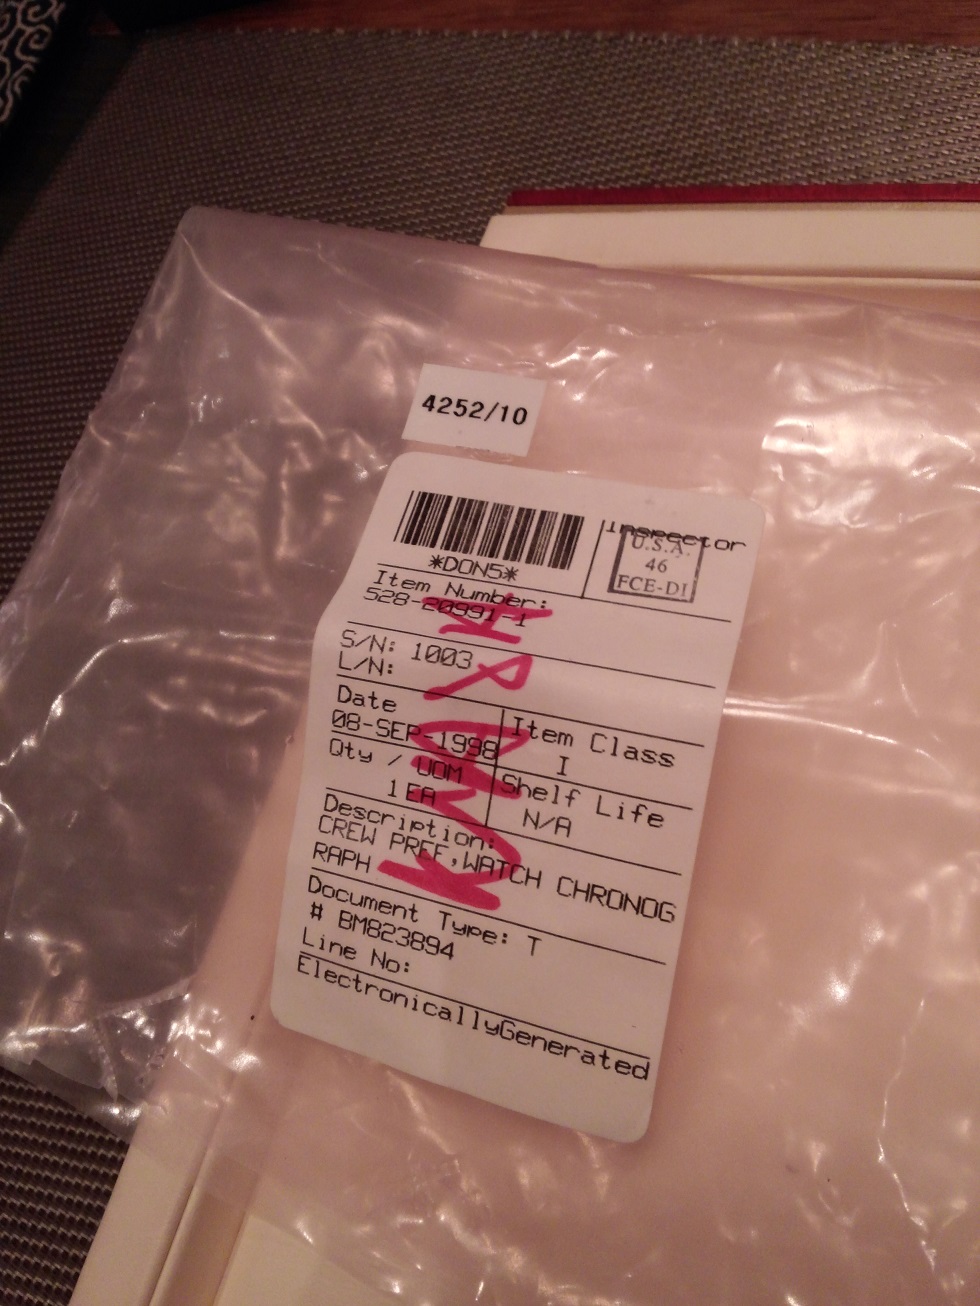 4252/10
*DON5*
Inspector
U.S.A.
46
FCE-DI
Item Number:
528-20991-1
S/N: 1003
L/N:
Date
08-SEP-1998
Item Class
I
Qty / UOM
1 EA
Shelf Life
N/A
Description:
CREW PREF,WATCH CHRONOG
RAPH
Document Type: T
# BM823894
Line No:
ElectronicallyGenerated